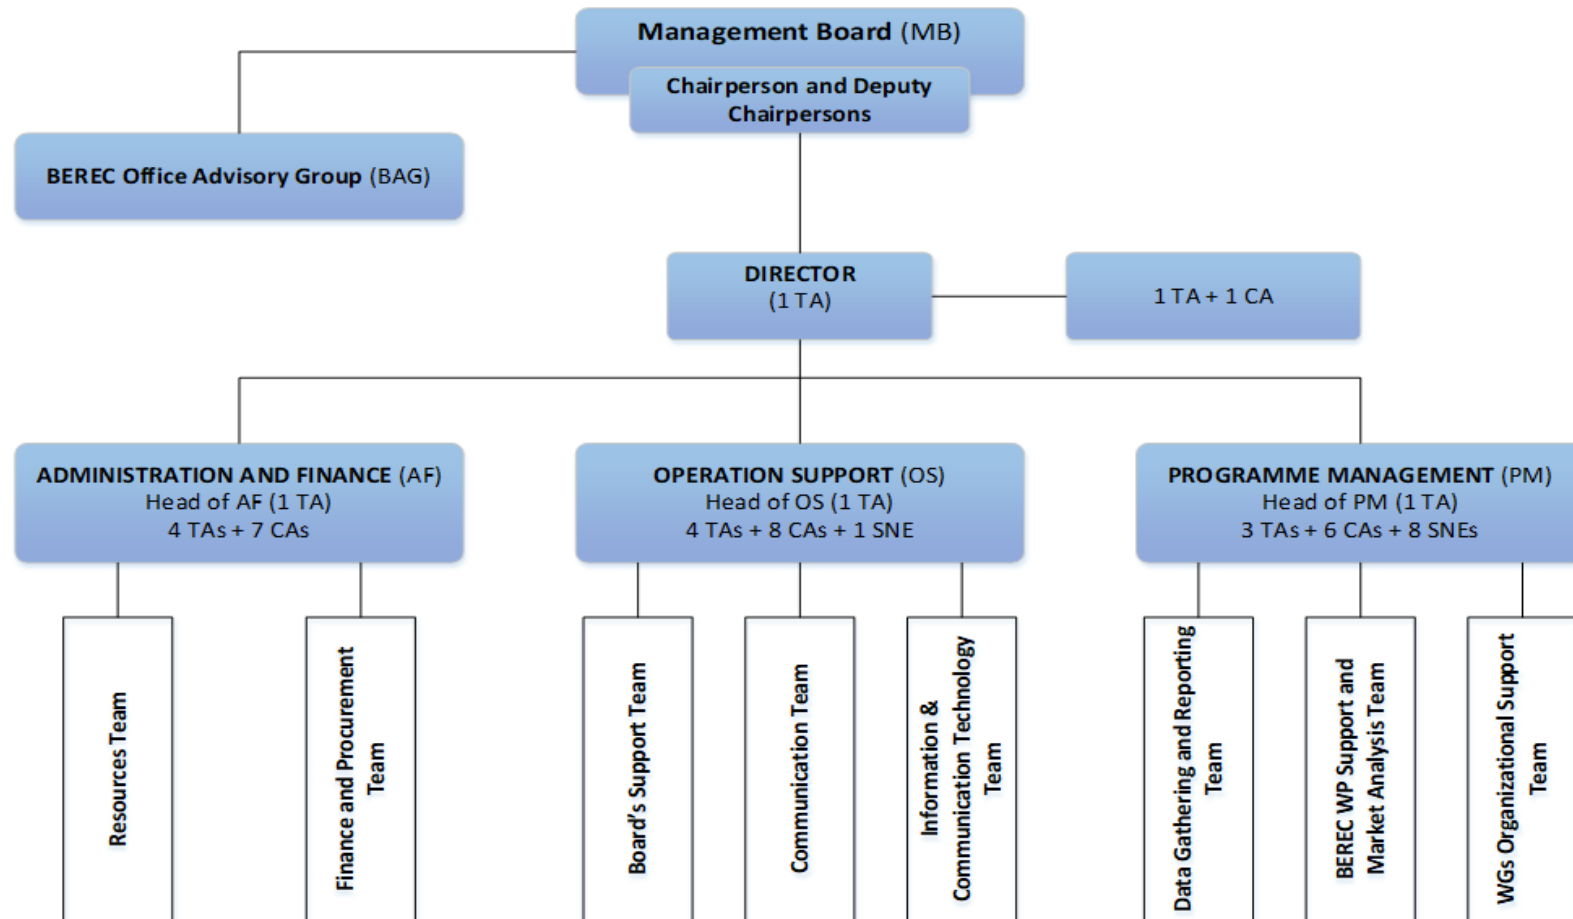 Management Board (MB)
Chairperson and Deputy
Chairpersons
BEREC Office Advisory Group (BAG)
DIRECTOR
(1 TA)
1 TA + 1 CA
ADMINISTRATION AND FINANCE (AF)
Head of AF (1 TA)
4 TAs + 7 CAs
OPERATION SUPPORT (OS)
Head of OS (1 TA)
4 TAs + 8 CAs + 1 SNE
PROGRAMME MANAGEMENT (PM)
Head of PM (1 TA)
3 TAs + 6 CAs + 8 SNEs
Resources Team
Finance and Procurement
Team
Board's Support Team
Communication Team
Information &
Communication Technology
Team
Data Gathering and Reporting
Team
BEREC WP Support and
Market Analysis Team
WGs Organizational Support
Team